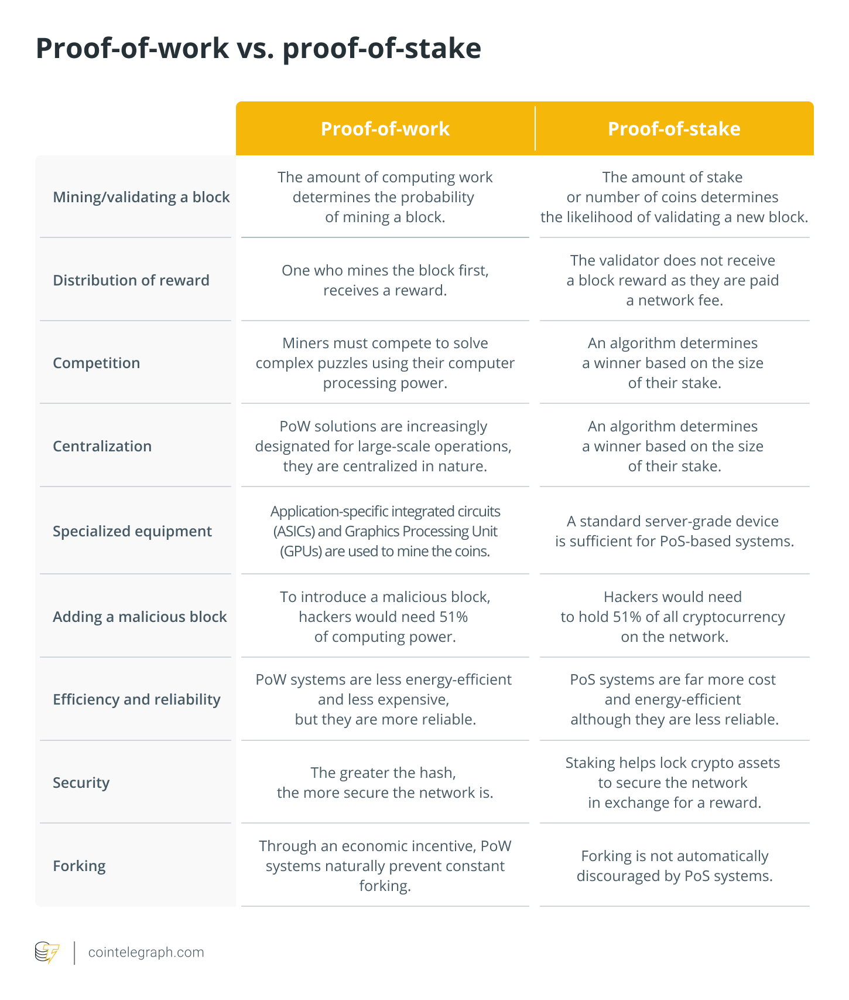 Proof-of-work vs. proof-of-stake
Proof-of-work
Proof-of-stake
Mining/validating a block
The amount of computing work
determines the probability
of mining a block.
The amount of stake
or number of coins determines
the likelihood of validating a new block.
Distribution of reward
One who mines the block first,
receives a reward.
The validator does not receive
a block reward as they are paid
a network fee.
Competition
Miners must compete to solve
complex puzzles using their computer
processing power.
An algorithm determines
a winner based on the size
of their stake.
Centralization
PoW solutions are increasingly
designated for large-scale operations,
they are centralized in nature.
An algorithm determines
a winner based on the size
of their stake.
Specialized equipment
Application-specific integrated circuits
(ASICs) and Graphics Processing Unit
(GPUs) are used to mine the coins.
A standard server-grade device
is sufficient for PoS-based systems.
Adding a malicious block
To introduce a malicious block,
hackers would need 51%
of computing power.
Hackers would need
to hold 51% of all cryptocurrency
on the network.
Efficiency and reliability
PoW systems are less energy-efficient
and less expensive,
but they are more reliable.
PoS systems are far more cost
and energy-efficient
although they are less reliable.
Security
The greater the hash,
the more secure the network is.
Staking helps lock crypto assets
to secure the network
in exchange for a reward.
Forking
Through an economic incentive, PoW
systems naturally prevent constant
forking.
Forking is not automatically
discouraged by PoS systems.
cointelegraph.com